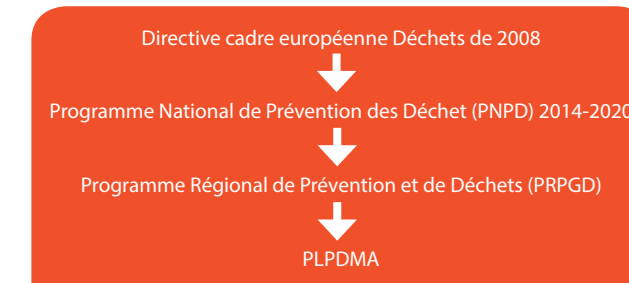 Directive cadre européenne Déchets de 2008
Programme National de Prévention des Déchet (PNPD) 2014-2020
Programme Régional de Prévention et de Déchets (PRPGD)
PLPDMA